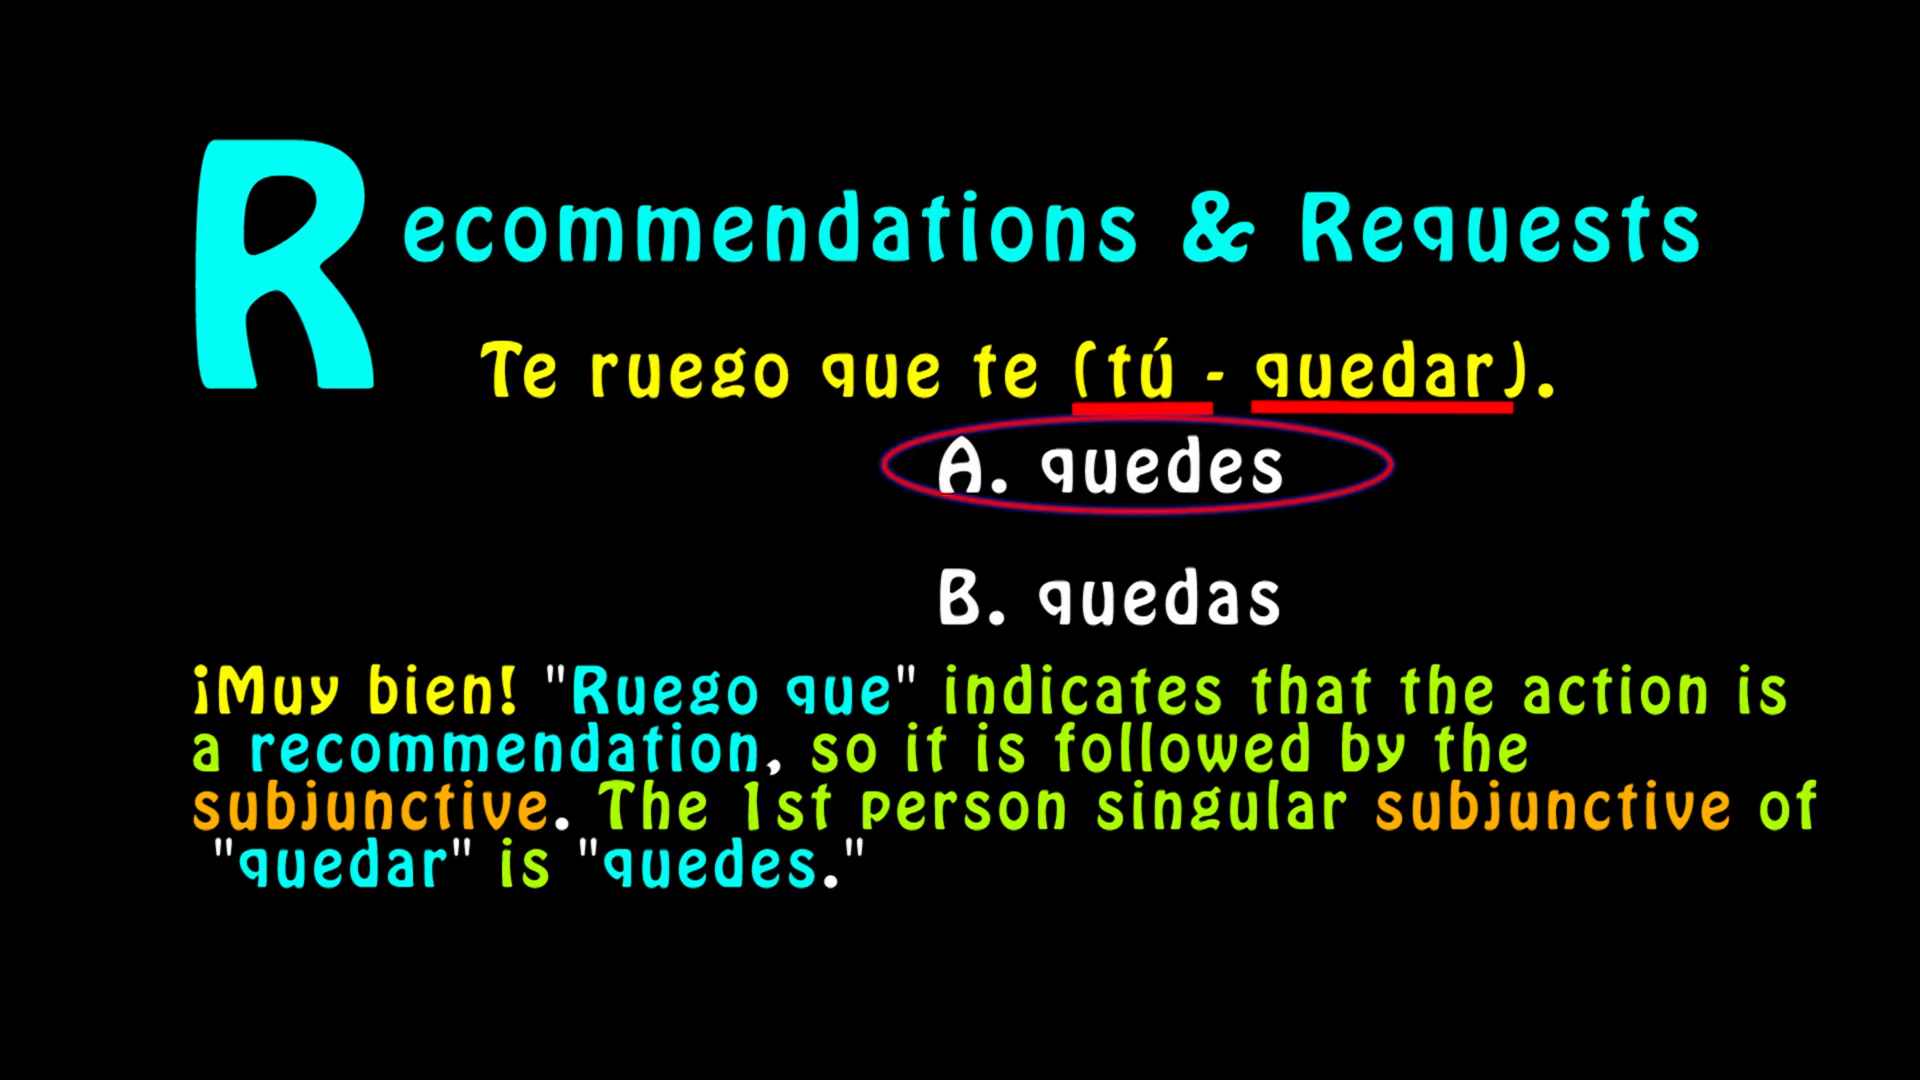 Recommendations & Requests
Te ruego que te (tú - quedar).
A. quedes
B. quedas
¡Muy bien! "Ruego que" indicates that the action is
a recommendation, so it is followed by the
subjunctive. The 1st person singular subjunctive of
"quedar" is "quedes."